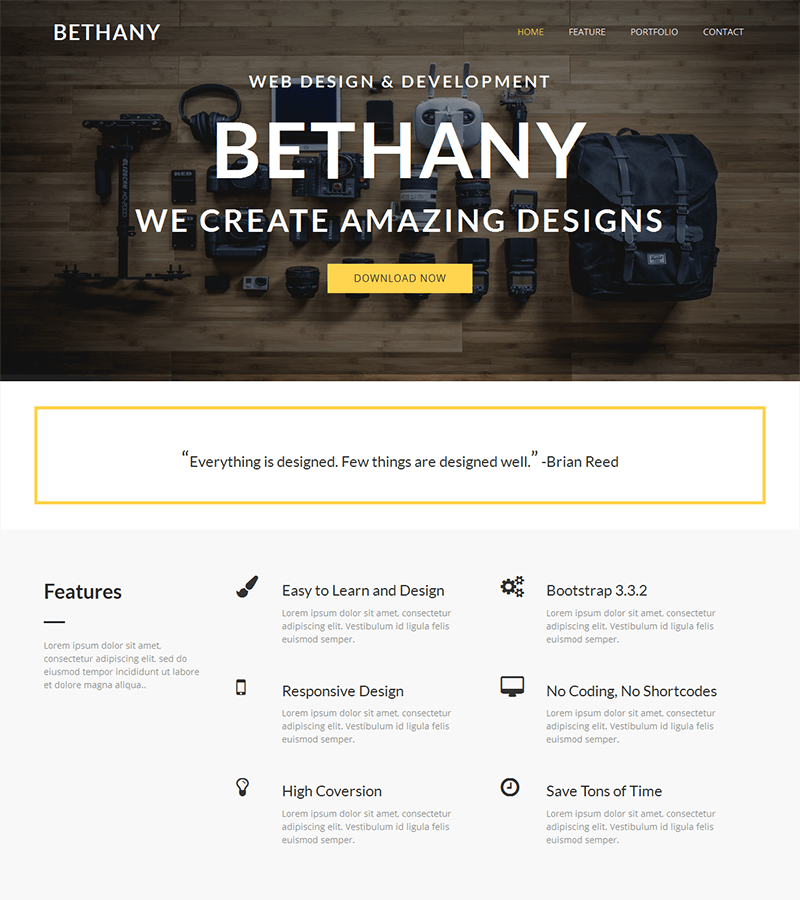 BETHANY
HOME FEATURE PORTFOLIO CONTACT
WEB DESIGN & DEVELOPMENT
BETHANY
WE CREATE AMAZING DESIGNS
RED
DOWNLOAD NOW
“Everything is designed. Few things are designed well.” -Brian Reed
Features
Lorem ipsum dolor sit amet,
consectetur adipiscing elit, sed do
eiusmod tempor incididunt ut labore
et dolore magna aliqua..
Easy to Learn and Design
Lorem ipsum dolor sit amet, consectetur
adipiscing elit. Vestibulum id ligula felis
euismod semper.
Bootstrap 3.3.2
Lorem ipsum dolor sit amet, consectetur
adipiscing elit. Vestibulum id ligula felis
euismod semper.
Responsive Design
Lorem ipsum dolor sit amet, consectetur
adipiscing elit. Vestibulum id ligula felis
euismod semper.
No Coding, No Shortcodes
Lorem ipsum dolor sit amet, consectetur
adipiscing elit. Vestibulum id ligula felis
euismod semper.
High Coversion
Lorem ipsum dolor sit amet, consectetur
adipiscing elit. Vestibulum id ligula felis
euismod semper.
Save Tons of Time
Lorem ipsum dolor sit amet, consectetur
adipiscing elit. Vestibulum id ligula felis
euismod semper.